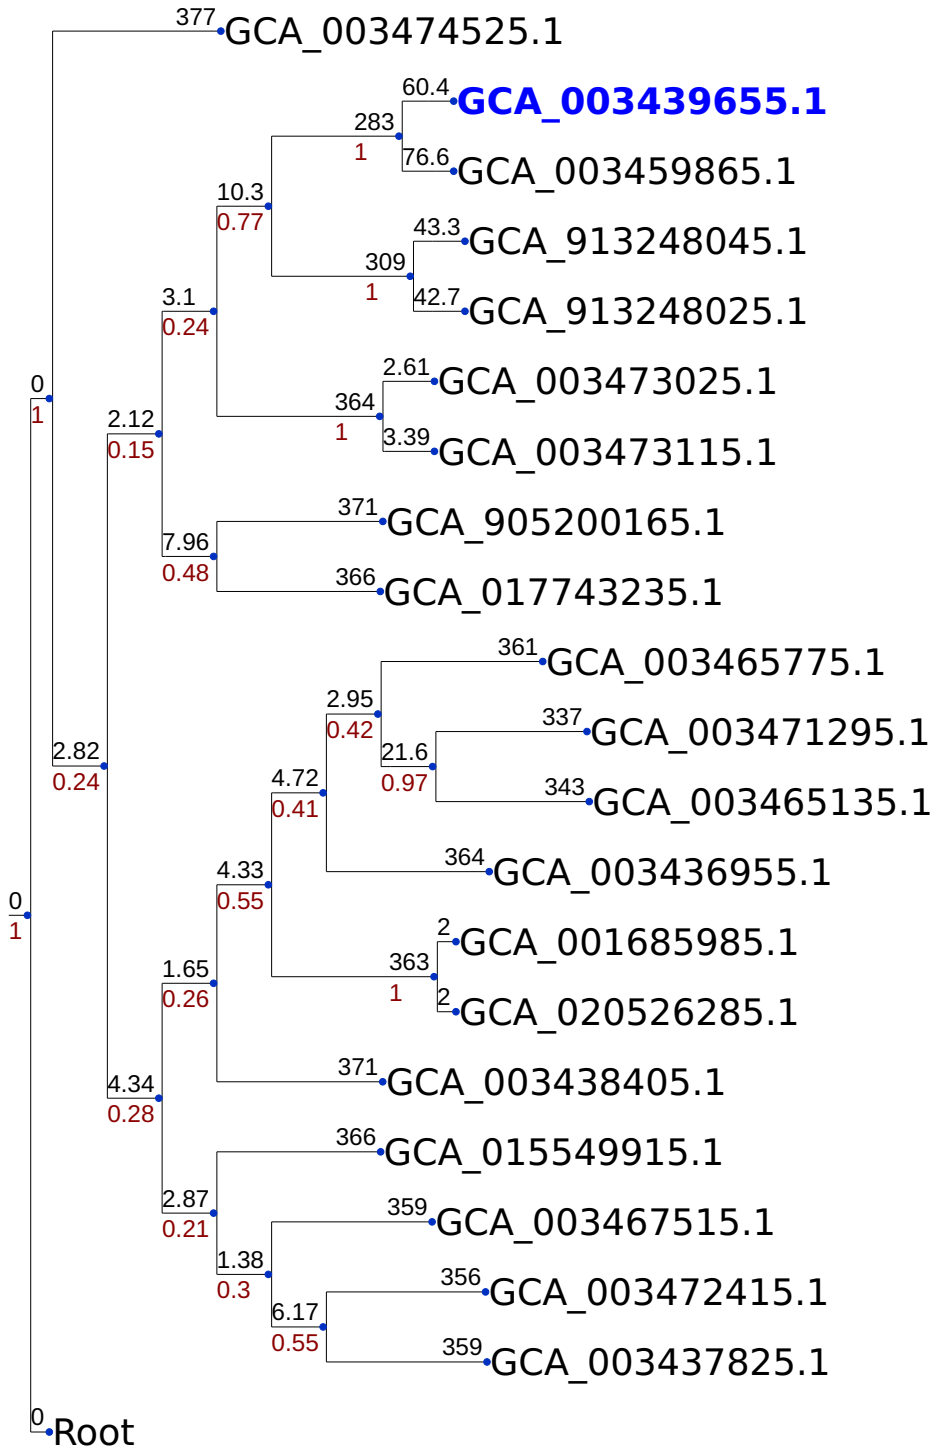 377 GCA_003474525.1
60.4 GCA_003439655.1
283
1
76.6 GCA_003459865.1
10.3
0.77
43.3 GCA_913248045.1
309
1
42.7 GCA_913248025.1
3.1
0.24
2.61 GCA_003473025.1
0
1
364
1
2.12
0.15
3.39 GCA_003473115.1
371 GCA_905200165.1
7.96
0.48
366 GCA_017743235.1
361 GCA_003465775.1
2.95
0.42
337 GCA_003471295.1
2.82
0.24
21.6
0.97
4.72
0.41
343 GCA_003465135.1
364 GCA_003436955.1
4.33
0.55
0
1
2 GCA_001685985.1
363
1
1.65
0.26
2 GCA_020526285.1
371 GCA_003438405.1
4.34
0.28
366 GCA_015549915.1
2.87
0.21
359 GCA_003467515.1
1.38
0.3
356 GCA_003472415.1
6.17
0.55
359 GCA_003437825.1
0 Root